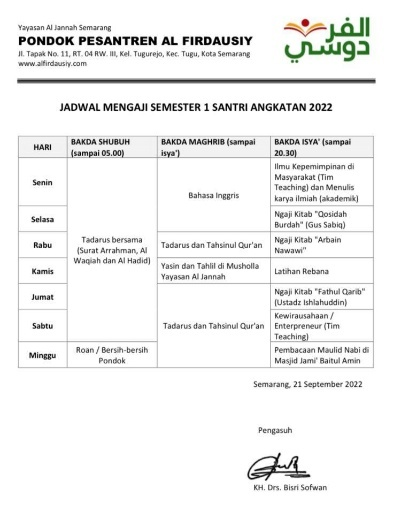 Yayasan Al Jannah Semarang
PONDOK PESANTREN AL FIRDAUSIY
Jl. Tapak No. 11, RT. 04 RW. III, Kel. Tugurejo, Kec. Tugu, Kota Semarang
www.alfirdausiy.com
الفر
دوسي
JADWAL MENGAJI SEMESTER 1 SANTRI ANGKATAN 2022
HARI
BAKDA SHUBUH
(sampai 05.00)
BAKDA MAGHRIB (sampai
isya')
BAKDA ISYA' (sampai
20.30)
Senin
Tadarus bersama
(Surat Arrahman, Al
Waqiah dan Al Hadid)
Bahasa Inggris
Ilmu Kepemimpinan di
Masyarakat (Tim
Teaching) dan Menulis
karya ilmiah (akademik)
Selasa
Ngaji Kitab "Qosidah
Burdah" (Gus Sabiq)
Rabu
Tadarus dan Tahsinul Qur'an
Ngaji Kitab "Arbain
Nawawi"
Kamis
Yasin dan Tahlil di Musholla
Yayasan Al Jannah
Latihan Rebana
Jumat
Tadarus dan Tahsinul Qur'an
Ngaji Kitab "Fathul Qarib"
(Ustadz Ishlahuddin)
Sabtu
Kewirausahaan /
Enterpreneur (Tim
Teaching)
Minggu
Roan / Bersih-bersih
Pondok
Pembacaan Maulid Nabi di
Masjid Jami' Baitul Amin
Semarang, 21 September 2022
Pengasuh
KH. Drs. Bisri Sofwan